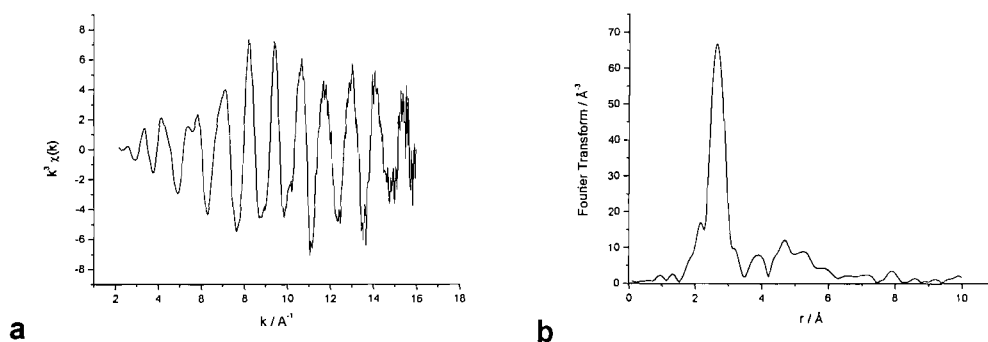 8
6
4
2
0
-2
-4
-6
-8
k³ χ(k)
2 4 6 8 10 12 14 16 18
k / A⁻¹
a
70
60
50
40
30
20
10
0
Fourier Transform / Å⁻³
0 2 4 6 8 10
r / Å
b